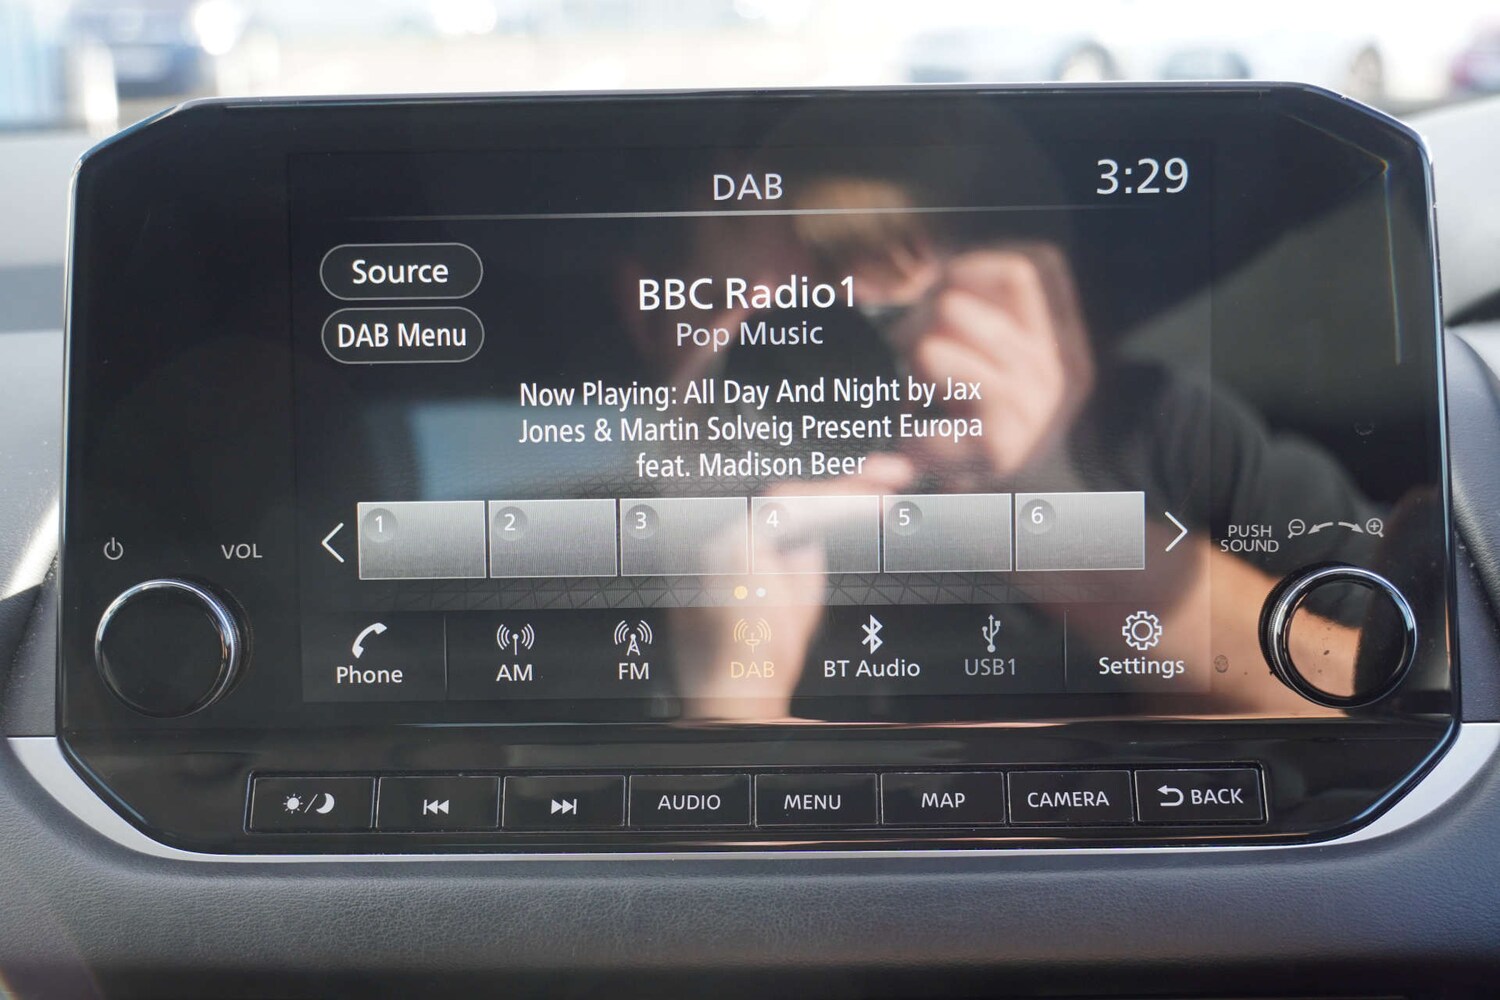 DAB
3:29
Source
DAB Menu
BBC Radio1
Pop Music
Now Playing: All Day And Night by Jax
Jones & Martin Solveig Present Europa
feat. Madison Beer
1 2 3 4 5 6
VOL
PUSH
SOUND
Phone AM FM DAB BT Audio USB1 Settings
AUDIO MENU MAP CAMERA BACK